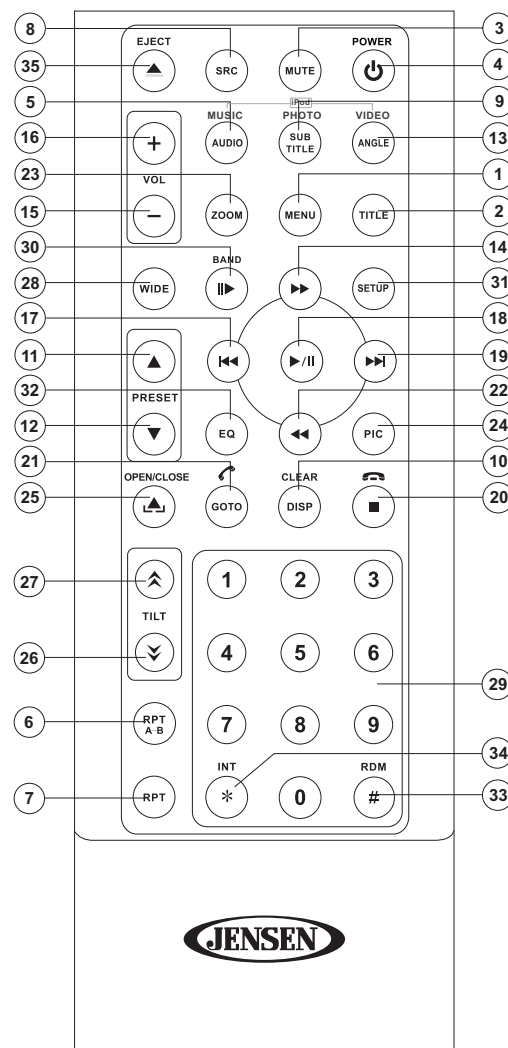 8 3
EJECT POWER
35 SRC MUTE 4
5 iPod 9
MUSIC PHOTO VIDEO
16 + AUDIO SUB TITLE ANGLE 13
23 VOL 1
15 − ZOOM MENU TITLE 2
30 BAND 14
28 WIDE SETUP 31
17 18
11 ▶/II 19
32 PRESET 22
12 EQ PIC 24
21 10
OPEN/CLOSE CLEAR
25 GOTO DISP 20
27 1 2 3
TILT
26 4 5 6
29
6 RPT A-B 7 8 9
34
INT RDM
7 RPT * 0 # 33
JENSEN